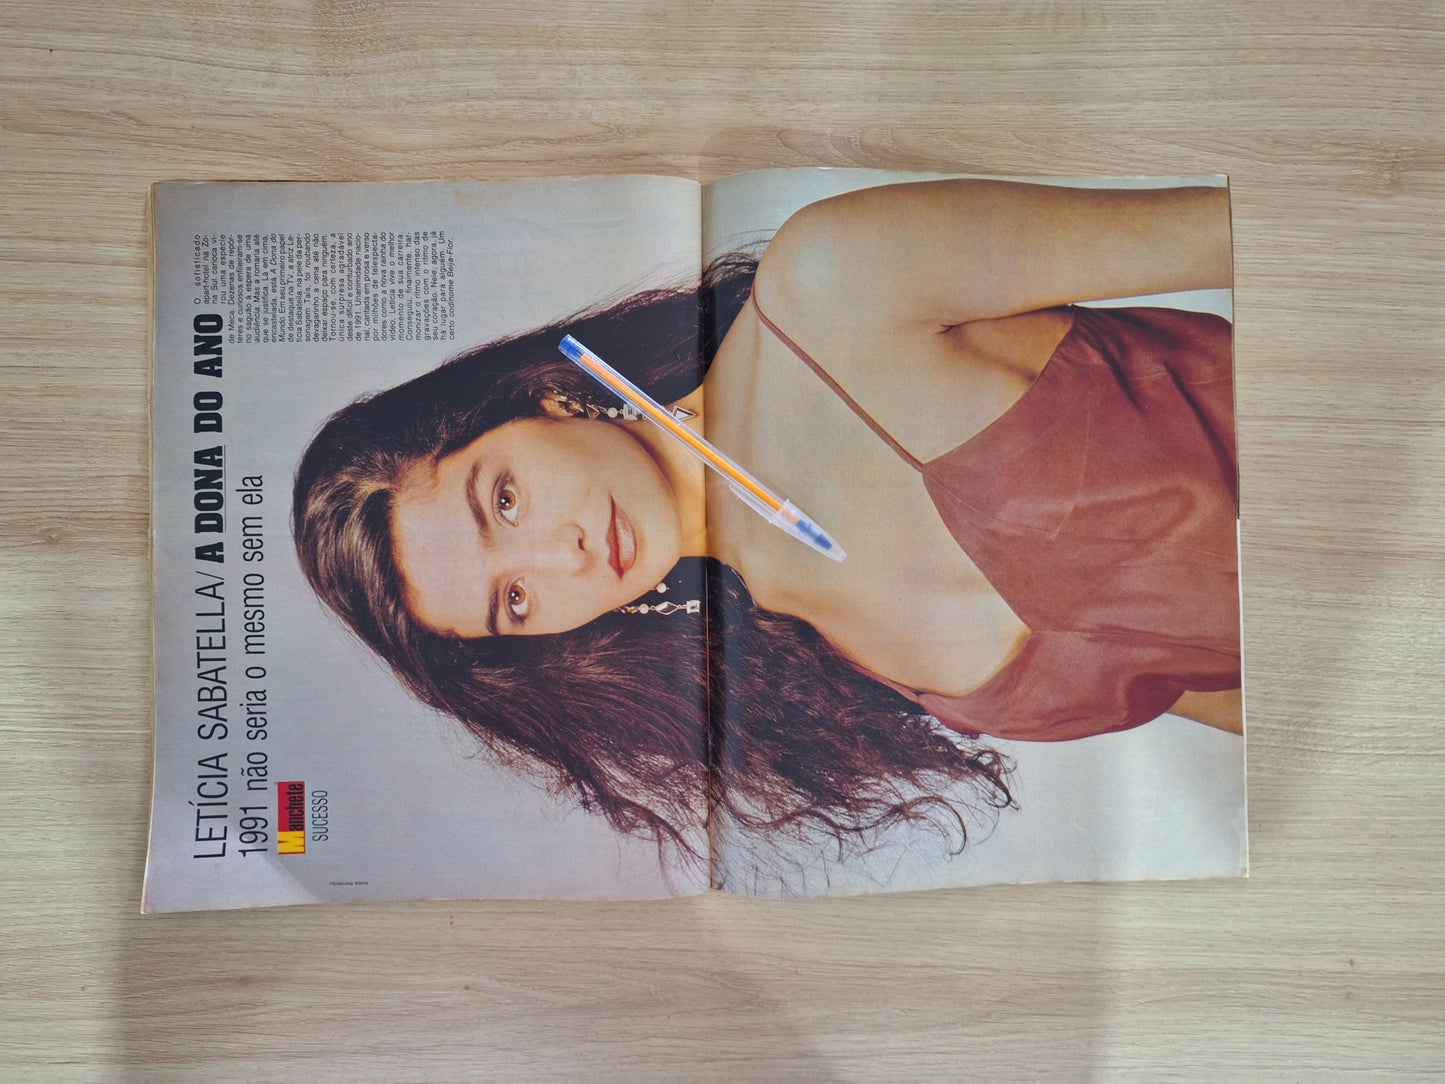 LETÍCIA SABATELLA/ A DONA DO ANO
1991 não seria o mesmo sem ela
Manchete
SUCESSO
O sofisticado
apart-hotel na Zo-
na Sul carioca vi-
rou uma espécie
de Meca. Dezenas de repór-
teres e curiosos enfileiram-se
no saguão à espera de uma
audiência. Mas a romaria até
que se justifica. Lá em cima,
encastelada, está A Dona do
Mundo. Em seu primeiro papel
de destaque na TV, a atriz Le-
tícia Sabatella, na pele da per-
sonagem Taís, foi roubando
devagarinho a cena até não
deixar espaço para ninguém.
Tornou-se, com certeza, a
única surpresa agradável
desse difícil e conturbado ano
de 1991. Unanimidade nacio-
nal, cantada em prosa e verso
por milhões de telespecta-
dores como a nova rainha do
vídeo, Letícia vive o melhor
momento de sua carreira.
Conseguiu, finalmente, har-
monizar o ritmo intenso das
gravações com o ritmo de
seu coração. Nele, agora, já
há lugar para alguém. Um
certo codinome Beija-Flor.